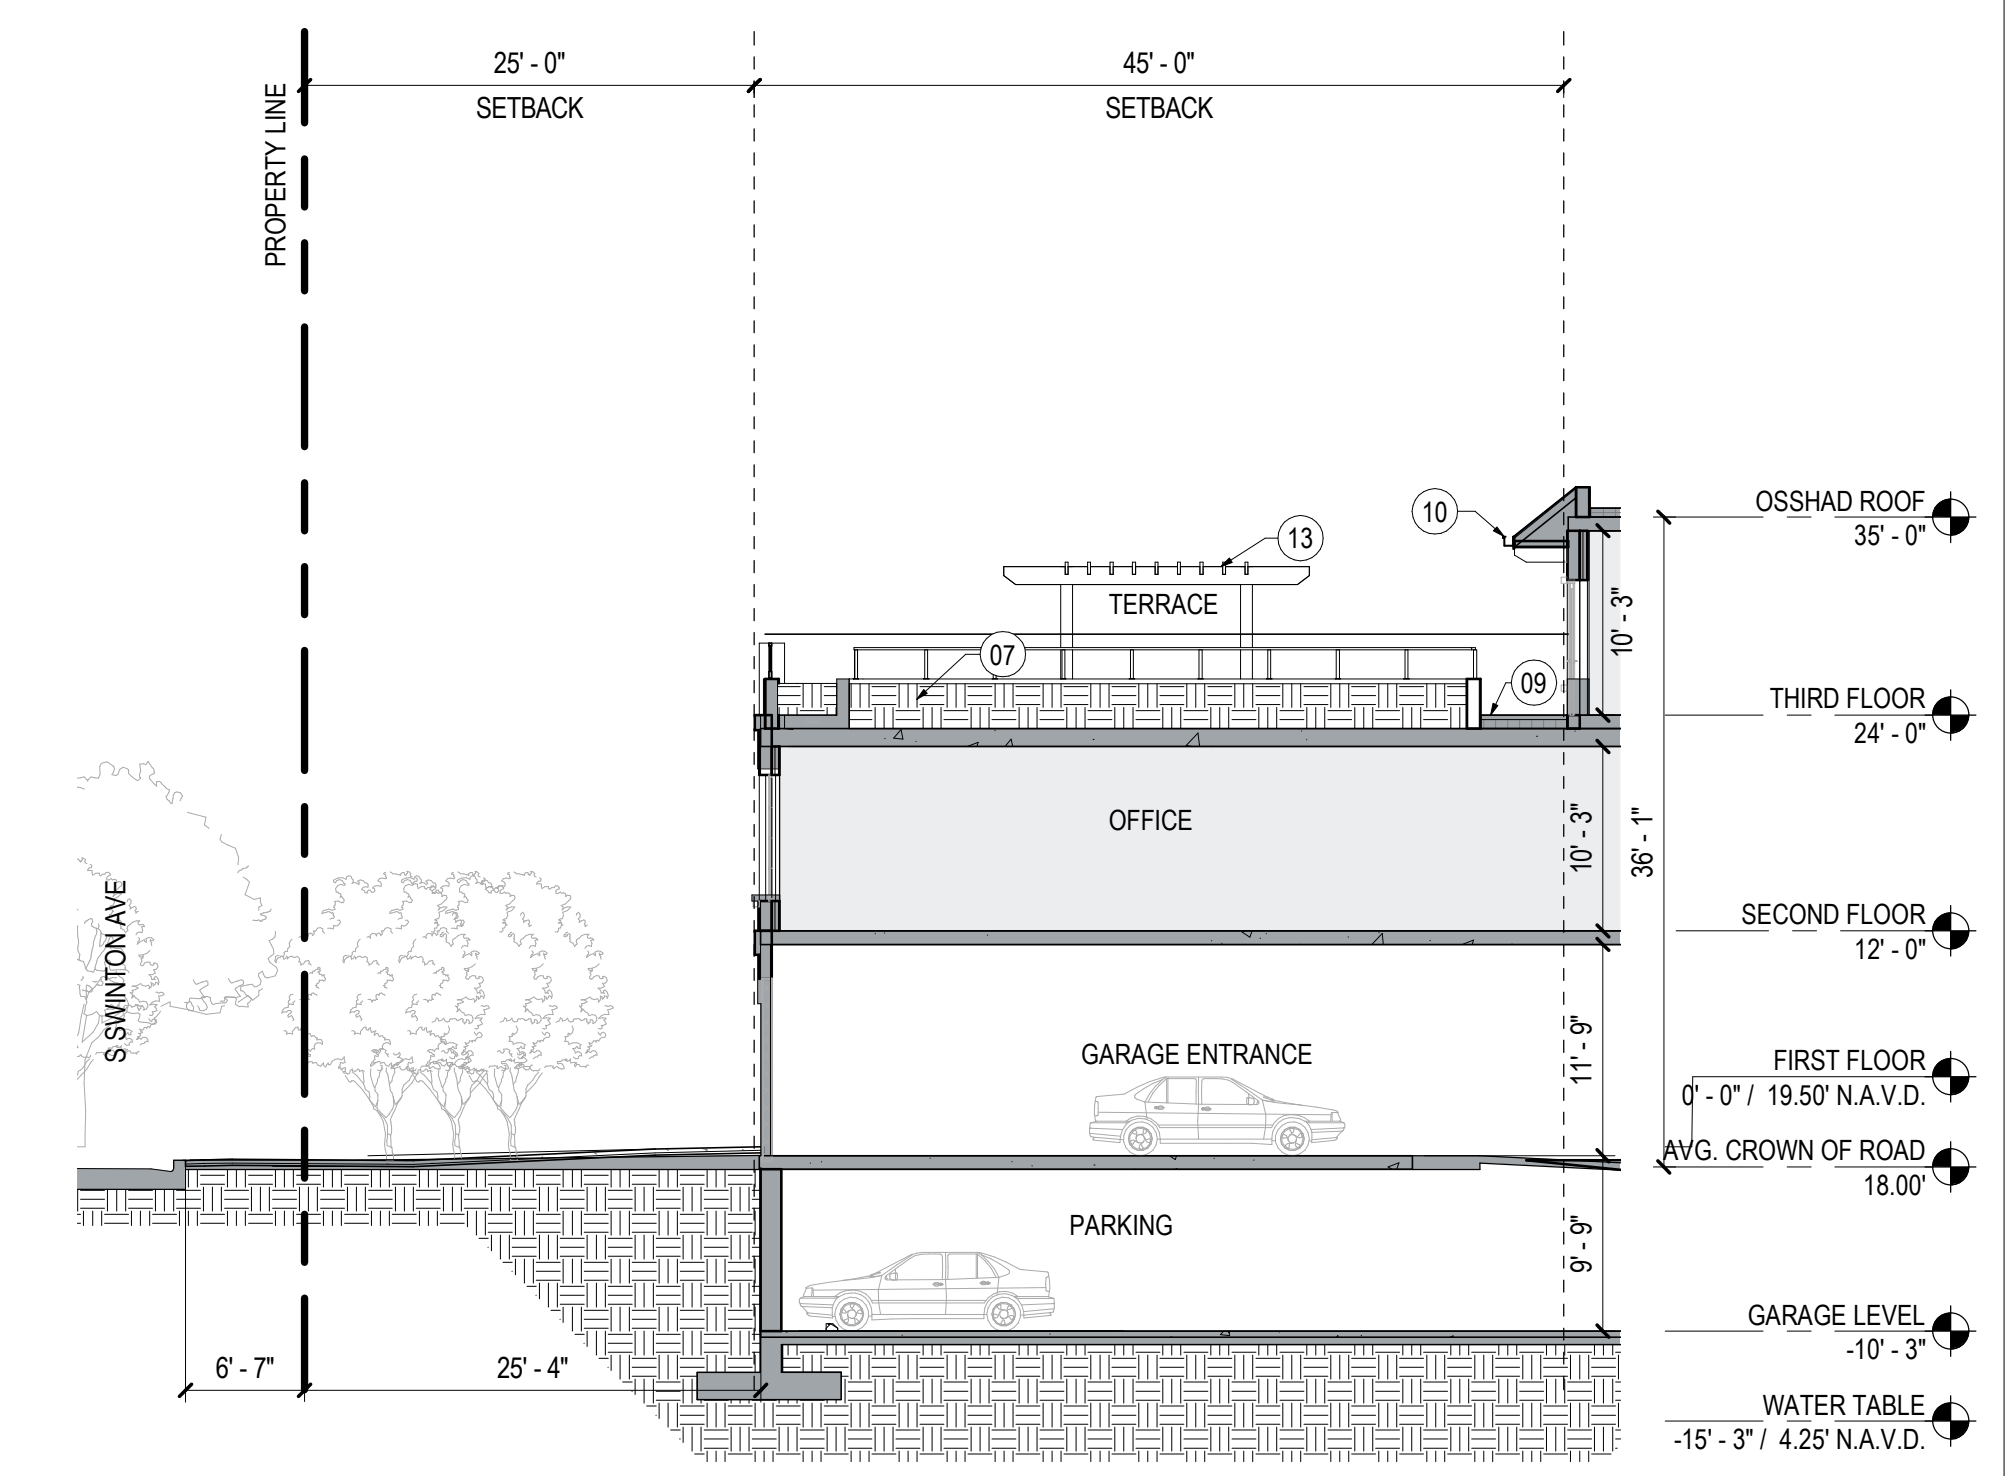 25' - 0"
45' - 0"
SETBACK
SETBACK
PROPERTY LINE
10
13
OSSHAD ROOF
35' - 0"
TERRACE
10' - 3"
07
09
THIRD FLOOR
24' - 0"
OFFICE
10' - 3"
36' - 1"
S SWINTON AVE
SECOND FLOOR
12' - 0"
GARAGE ENTRANCE
11' - 9"
FIRST FLOOR
0' - 0" / 19.50' N.A.V.D.
AVG. CROWN OF ROAD
18.00'
PARKING
9' - 9"
GARAGE LEVEL
-10' - 3"
6' - 7"
25' - 4"
WATER TABLE
-15' - 3" / 4.25' N.A.V.D.